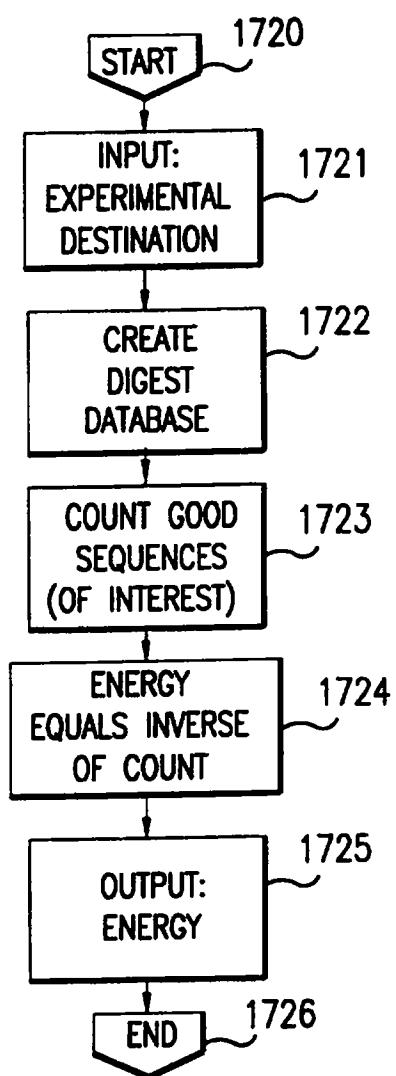 START
1720
INPUT:
EXPERIMENTAL
DESTINATION
1721
CREATE
DIGEST
DATABASE
1722
COUNT GOOD
SEQUENCES
(OF INTEREST)
1723
ENERGY
EQUALS INVERSE
OF COUNT
1724
OUTPUT:
ENERGY
1725
END
1726